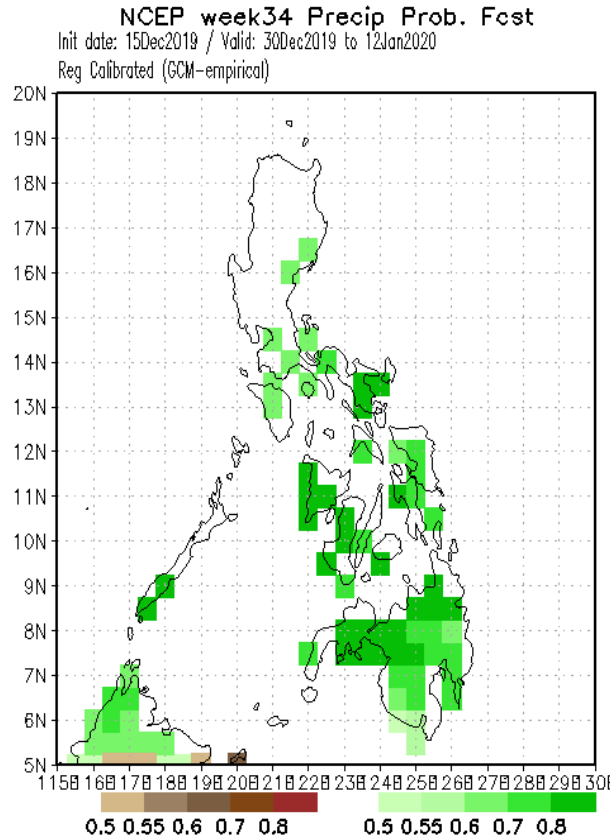 NCEP week34 Precip Prob. Fcst
Init date: 15Dec2019 / Valid: 30Dec2019 to 12Jan2020
Reg Calibrated (GCM-empirical)
20N
19N
18N
17N
16N
15N
14N
13N
12N
11N
10N
9N
8N
7N
6N
5N
115E 116E 117E 118E 119E 120E 121E 122E 123E 124E 125E 126E 127E 128E 129E 130E
0.5 0.55 0.6 0.7 0.8 0.5 0.55 0.6 0.7 0.8